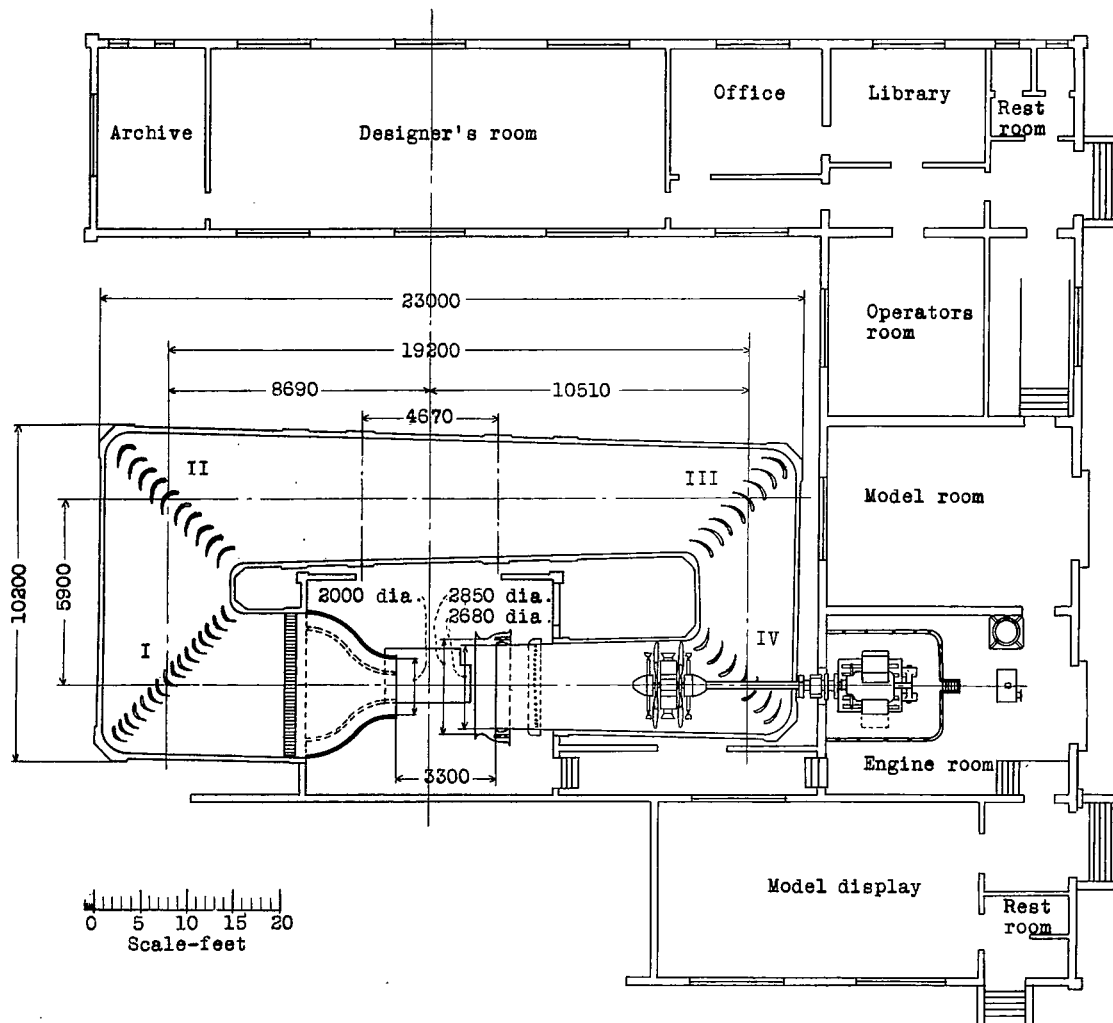 Archive
Designer's room
Office
Library
Rest
room
23000
19200
8690
10510
4670
Operators
room
II
III
Model room
10200
5900
2000 dia.
2850 dia.
2680 dia.
I
IV
3300
Engine room
0 5 10 15 20
Scale-feet
Model display
Rest
room